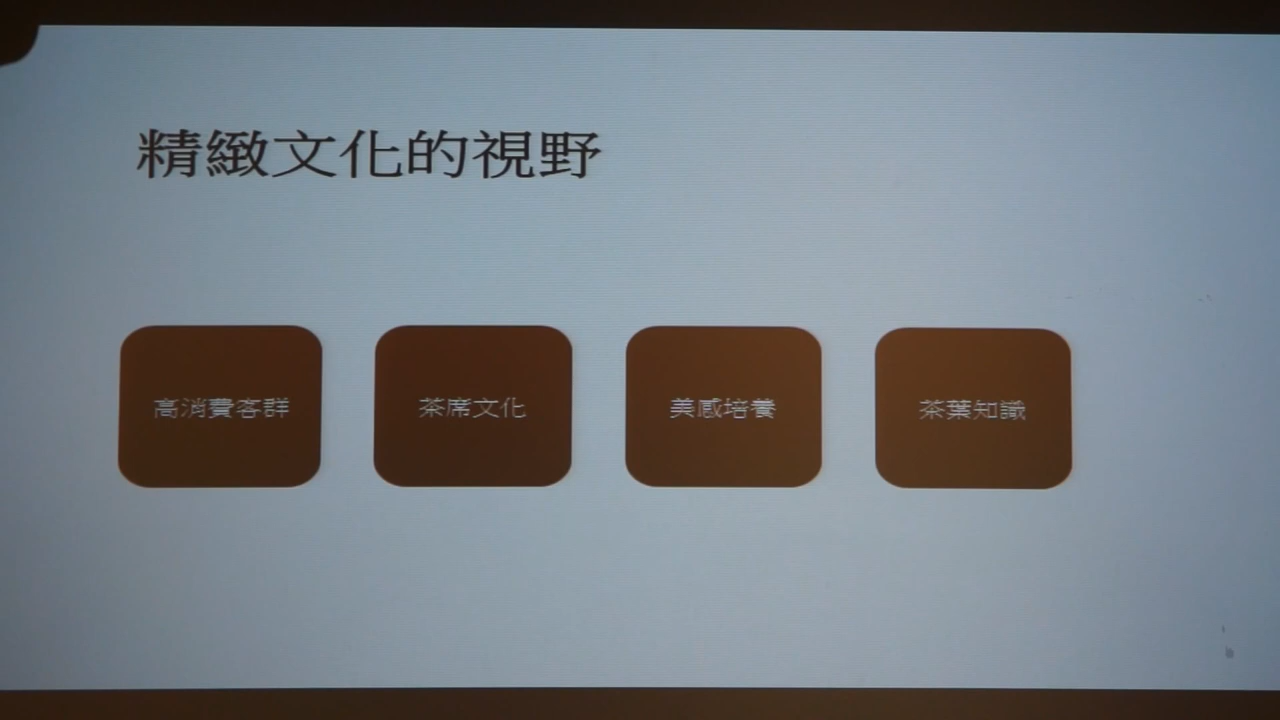 精緻文化的視野
高消費客群
茶席文化
美感培養
茶葉知識